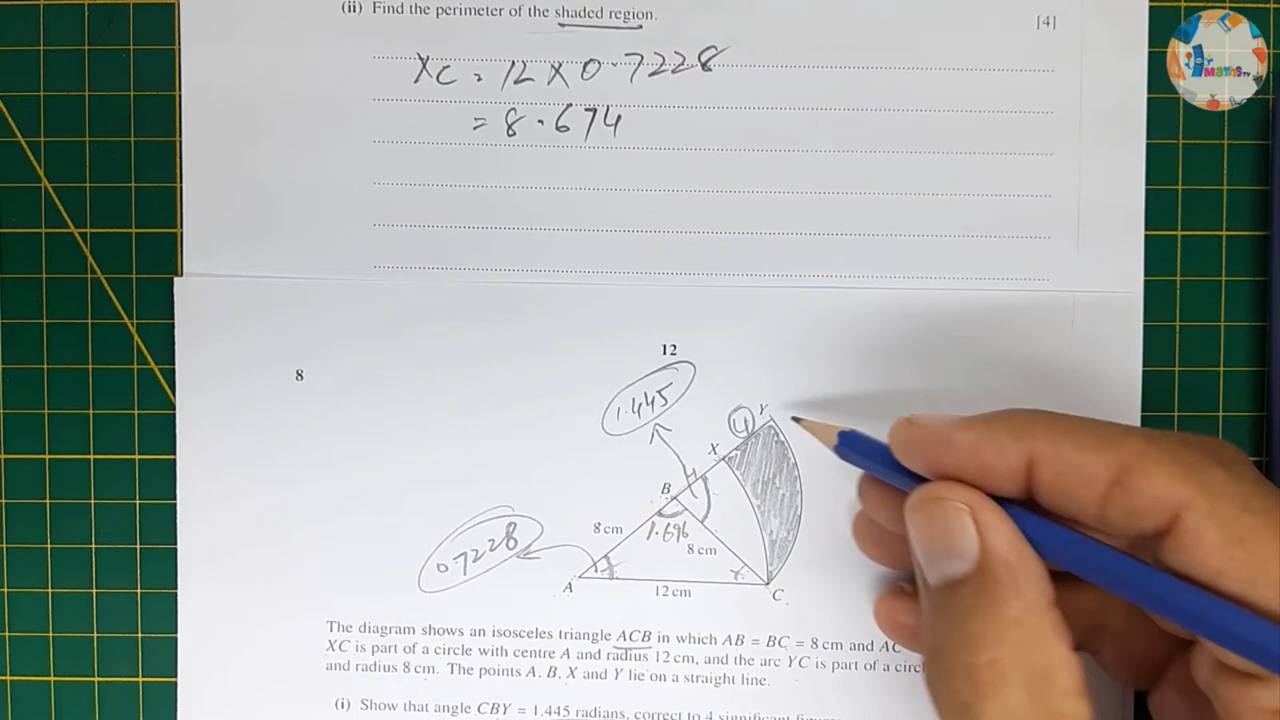 (ii) Find the perimeter of the shaded region.
[4]
XC = 12 × 0.7228
= 8.674
MathsTV
12
8
1.445
4 Y
X
B
8 cm 1.696
8 cm
0.7228
A
12 cm
C
The diagram shows an isosceles triangle ACB in which AB = BC = 8 cm and AC
XC is part of a circle with centre A and radius 12 cm, and the arc YC is part of a
and radius 8 cm. The points A, B, X and Y lie on a straight line.
(i) Show that angle CBY = 1.445 radians, correct to 4 significant